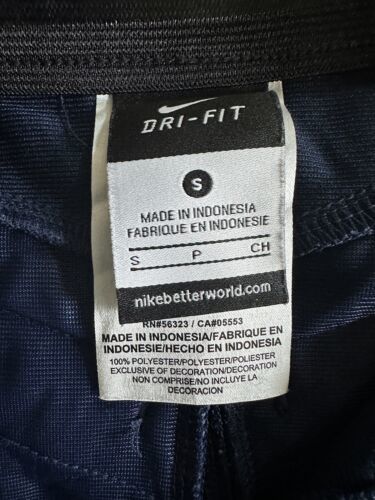 DRI-FIT
S
MADE IN INDONESIA
FABRIQUE EN INDONESIE
S P CH
nikebetterworld.com
RN#56323 / CA#05553
MADE IN INDONESIA/FABRIQUE EN
INDONESIE/HECHO EN INDONESIA
100% POLYESTER/POLYESTER/POLIESTER
EXCLUSIVE OF DECORATION/DECORATION
NON COMPRISE/NO INCLUYE LA
DECORACION